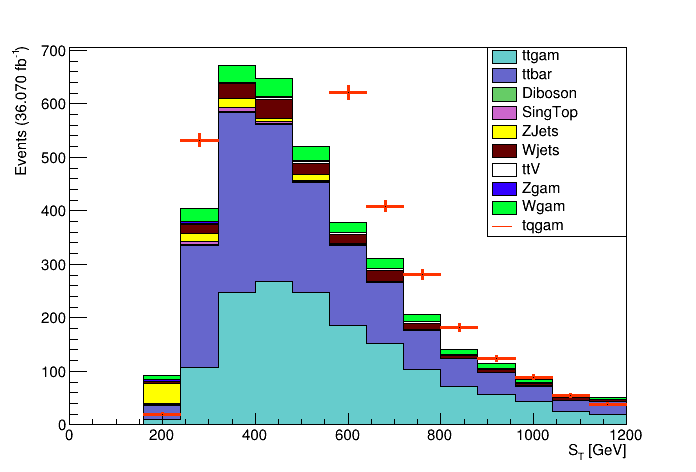 Events (36.070 fb⁻¹)
700
600
500
400
300
200
100
0
0 200 400 600 800 1000 1200
S_T [GeV]
ttgam
ttbar
Diboson
SingTop
ZJets
Wjets
ttV
Zgam
Wgam
tqgam